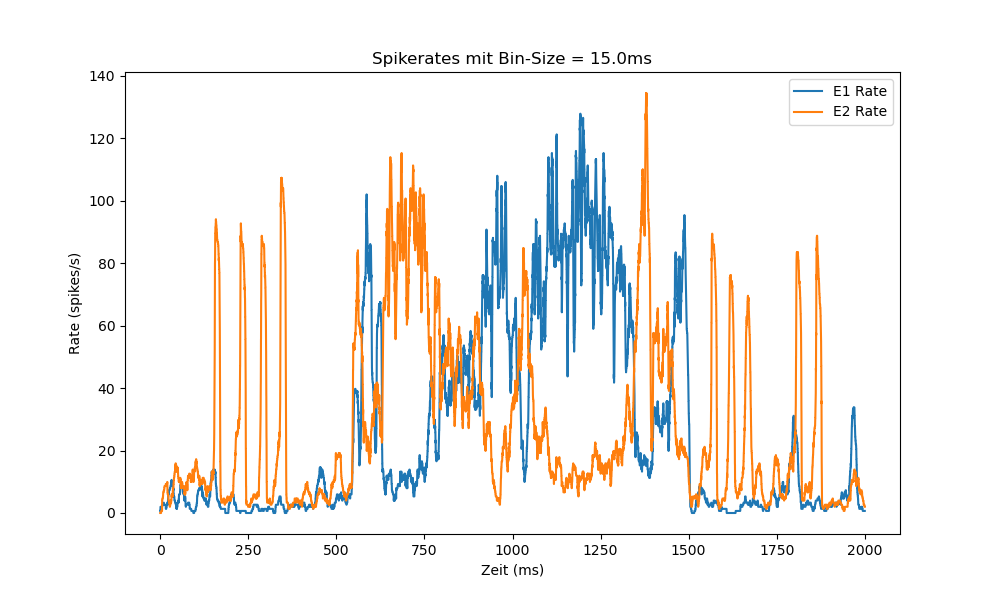 Spikerates mit Bin-Size = 15.0ms
E1 Rate
E2 Rate
140
120
100
80
60
40
20
0
Rate (spikes/s)
0 250 500 750 1000 1250 1500 1750 2000
Zeit (ms)